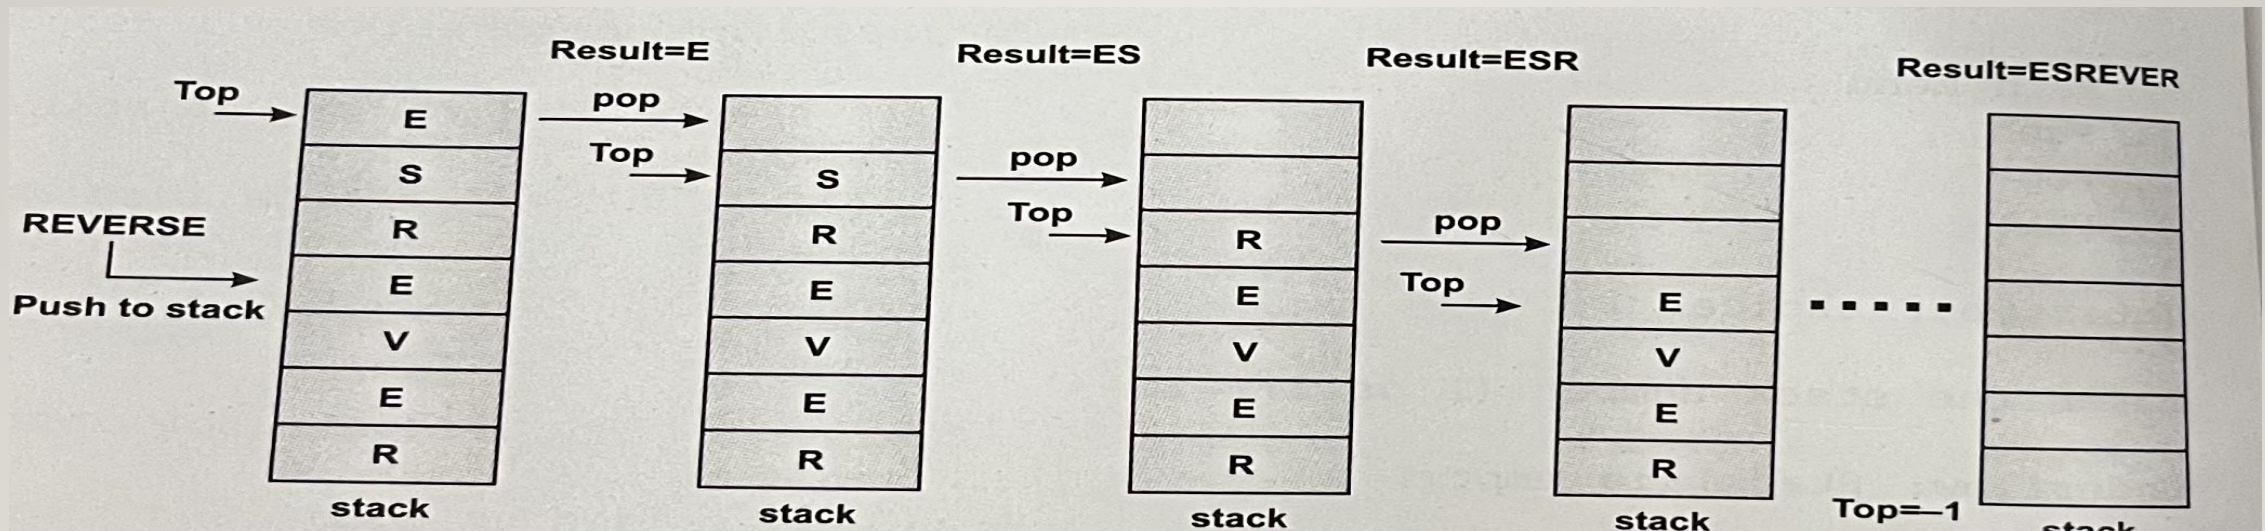 Result=E
Result=ES
Result=ESR
Result=ESREVER
Top
pop
Top
pop
Top
pop
Top
REVERSE
Push to stack
E
S
R
E
V
E
R
S
R
E
V
E
R
R
E
V
E
R
E
V
E
R
.....
Top=–1
stack
stack
stack
stack
stack